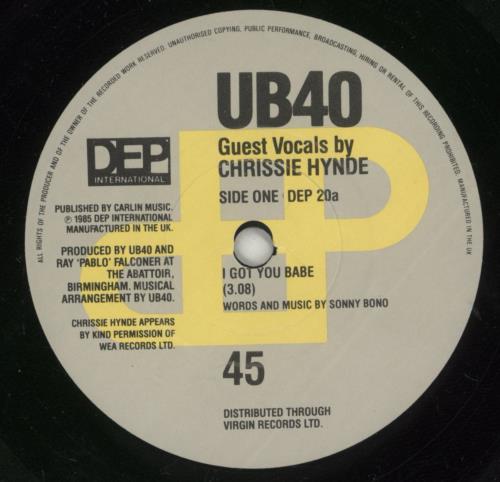 ALL RIGHTS OF THE PRODUCER AND OF THE OWNER OF THE RECORDED WORK RESERVED. UNAUTHORISED COPYING, PUBLIC PERFORMANCE, BROADCASTING, HIRING OR RENTAL OF THIS RECORDING PROHIBITED. MANUFACTURED IN UK
UB40
Guest Vocals by
CHRISSIE HYNDE
DEP
INTERNATIONAL
SIDE ONE · DEP 20a
PUBLISHED BY CARLIN MUSIC.
℗ 1985 DEP INTERNATIONAL
MANUFACTURED IN THE UK.
PRODUCED BY UB40 AND
RAY 'PABLO' FALCONER AT
THE ABATTOIR,
BIRMINGHAM. MUSICAL
ARRANGEMENT BY UB40.
I GOT YOU BABE
(3.08)
WORDS AND MUSIC BY SONNY BONO
CHRISSIE HYNDE APPEARS
BY KIND PERMISSION OF
WEA RECORDS LTD.
45
DISTRIBUTED THROUGH
VIRGIN RECORDS LTD.
DEP